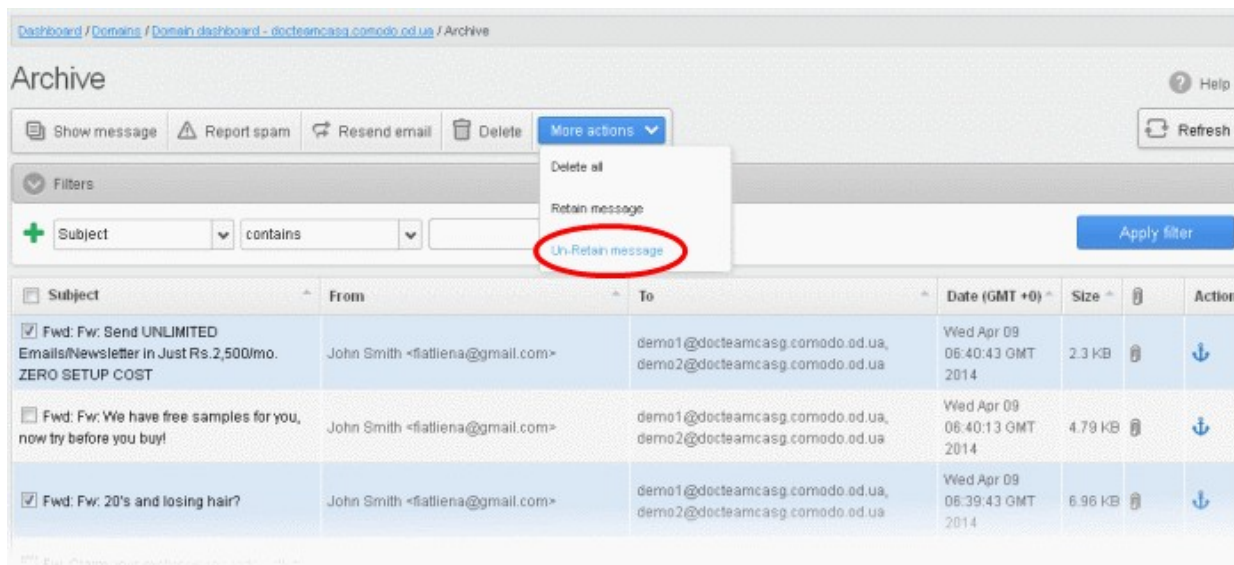 Dashboard / Domains / Domain dashboard - docteamcasg.comodo.od.ua / Archive
Archive
Help
Show message Report spam Resend email Delete More actions
Refresh
Delete all
Filters
Retain message
Subject contains
Apply filter
Un-Retain message
Subject From To Date (GMT +0) Size Action
Fwd: Fw: Send UNLIMITED
Emails/Newsletter in Just Rs.2,500/mo.
ZERO SETUP COST
John Smith <fiatliena@gmail.com>
demo1@docteamcasg.comodo.od.ua,
demo2@docteamcasg.comodo.od.ua
Wed Apr 09
06:40:43 GMT
2014
2.3 KB
Fwd: Fw: We have free samples for you,
now try before you buy!
John Smith <fiatliena@gmail.com>
demo1@docteamcasg.comodo.od.ua,
demo2@docteamcasg.comodo.od.ua
Wed Apr 09
06:40:13 GMT
2014
4.79 KB
Fwd: Fw: 20's and losing hair?
John Smith <fiatliena@gmail.com>
demo1@docteamcasg.comodo.od.ua,
demo2@docteamcasg.comodo.od.ua
Wed Apr 09
06:39:43 GMT
2014
6.96 KB